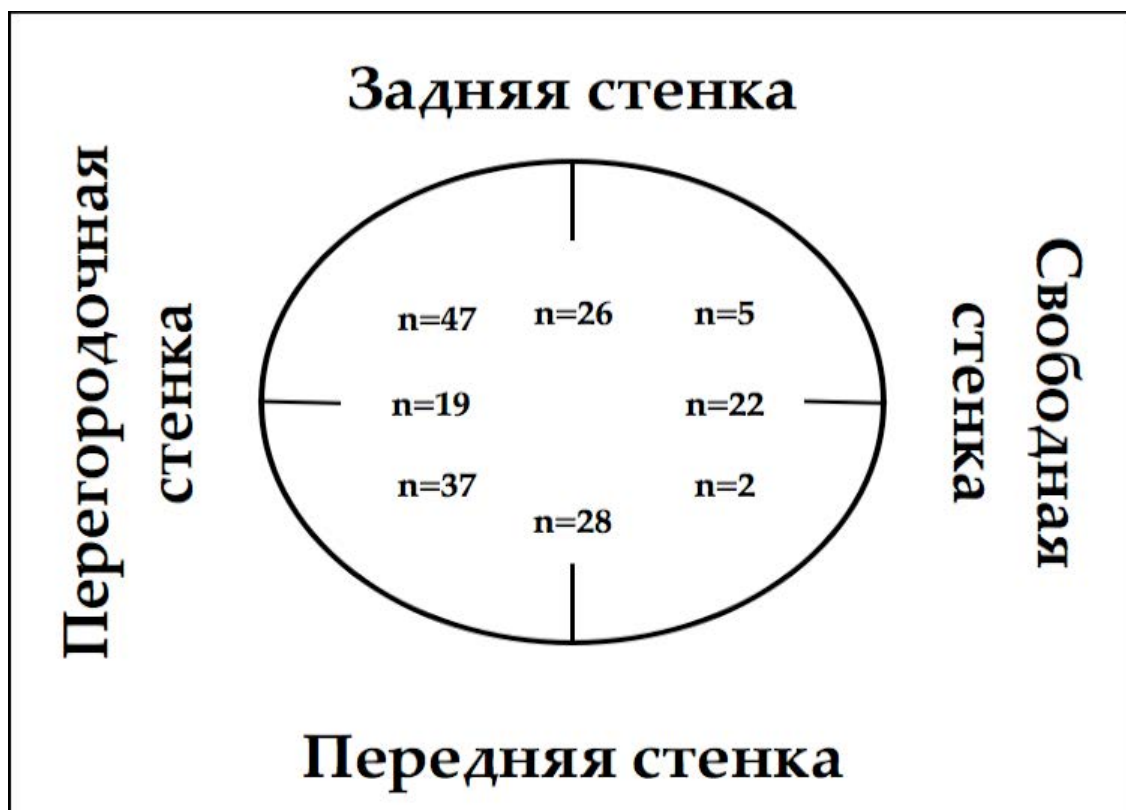 Задняя стенка
Перегородочная
стенка
n=47 n=26 n=5
n=19 n=22
n=37 n=2
n=28
Свободная
стенка
Передняя стенка